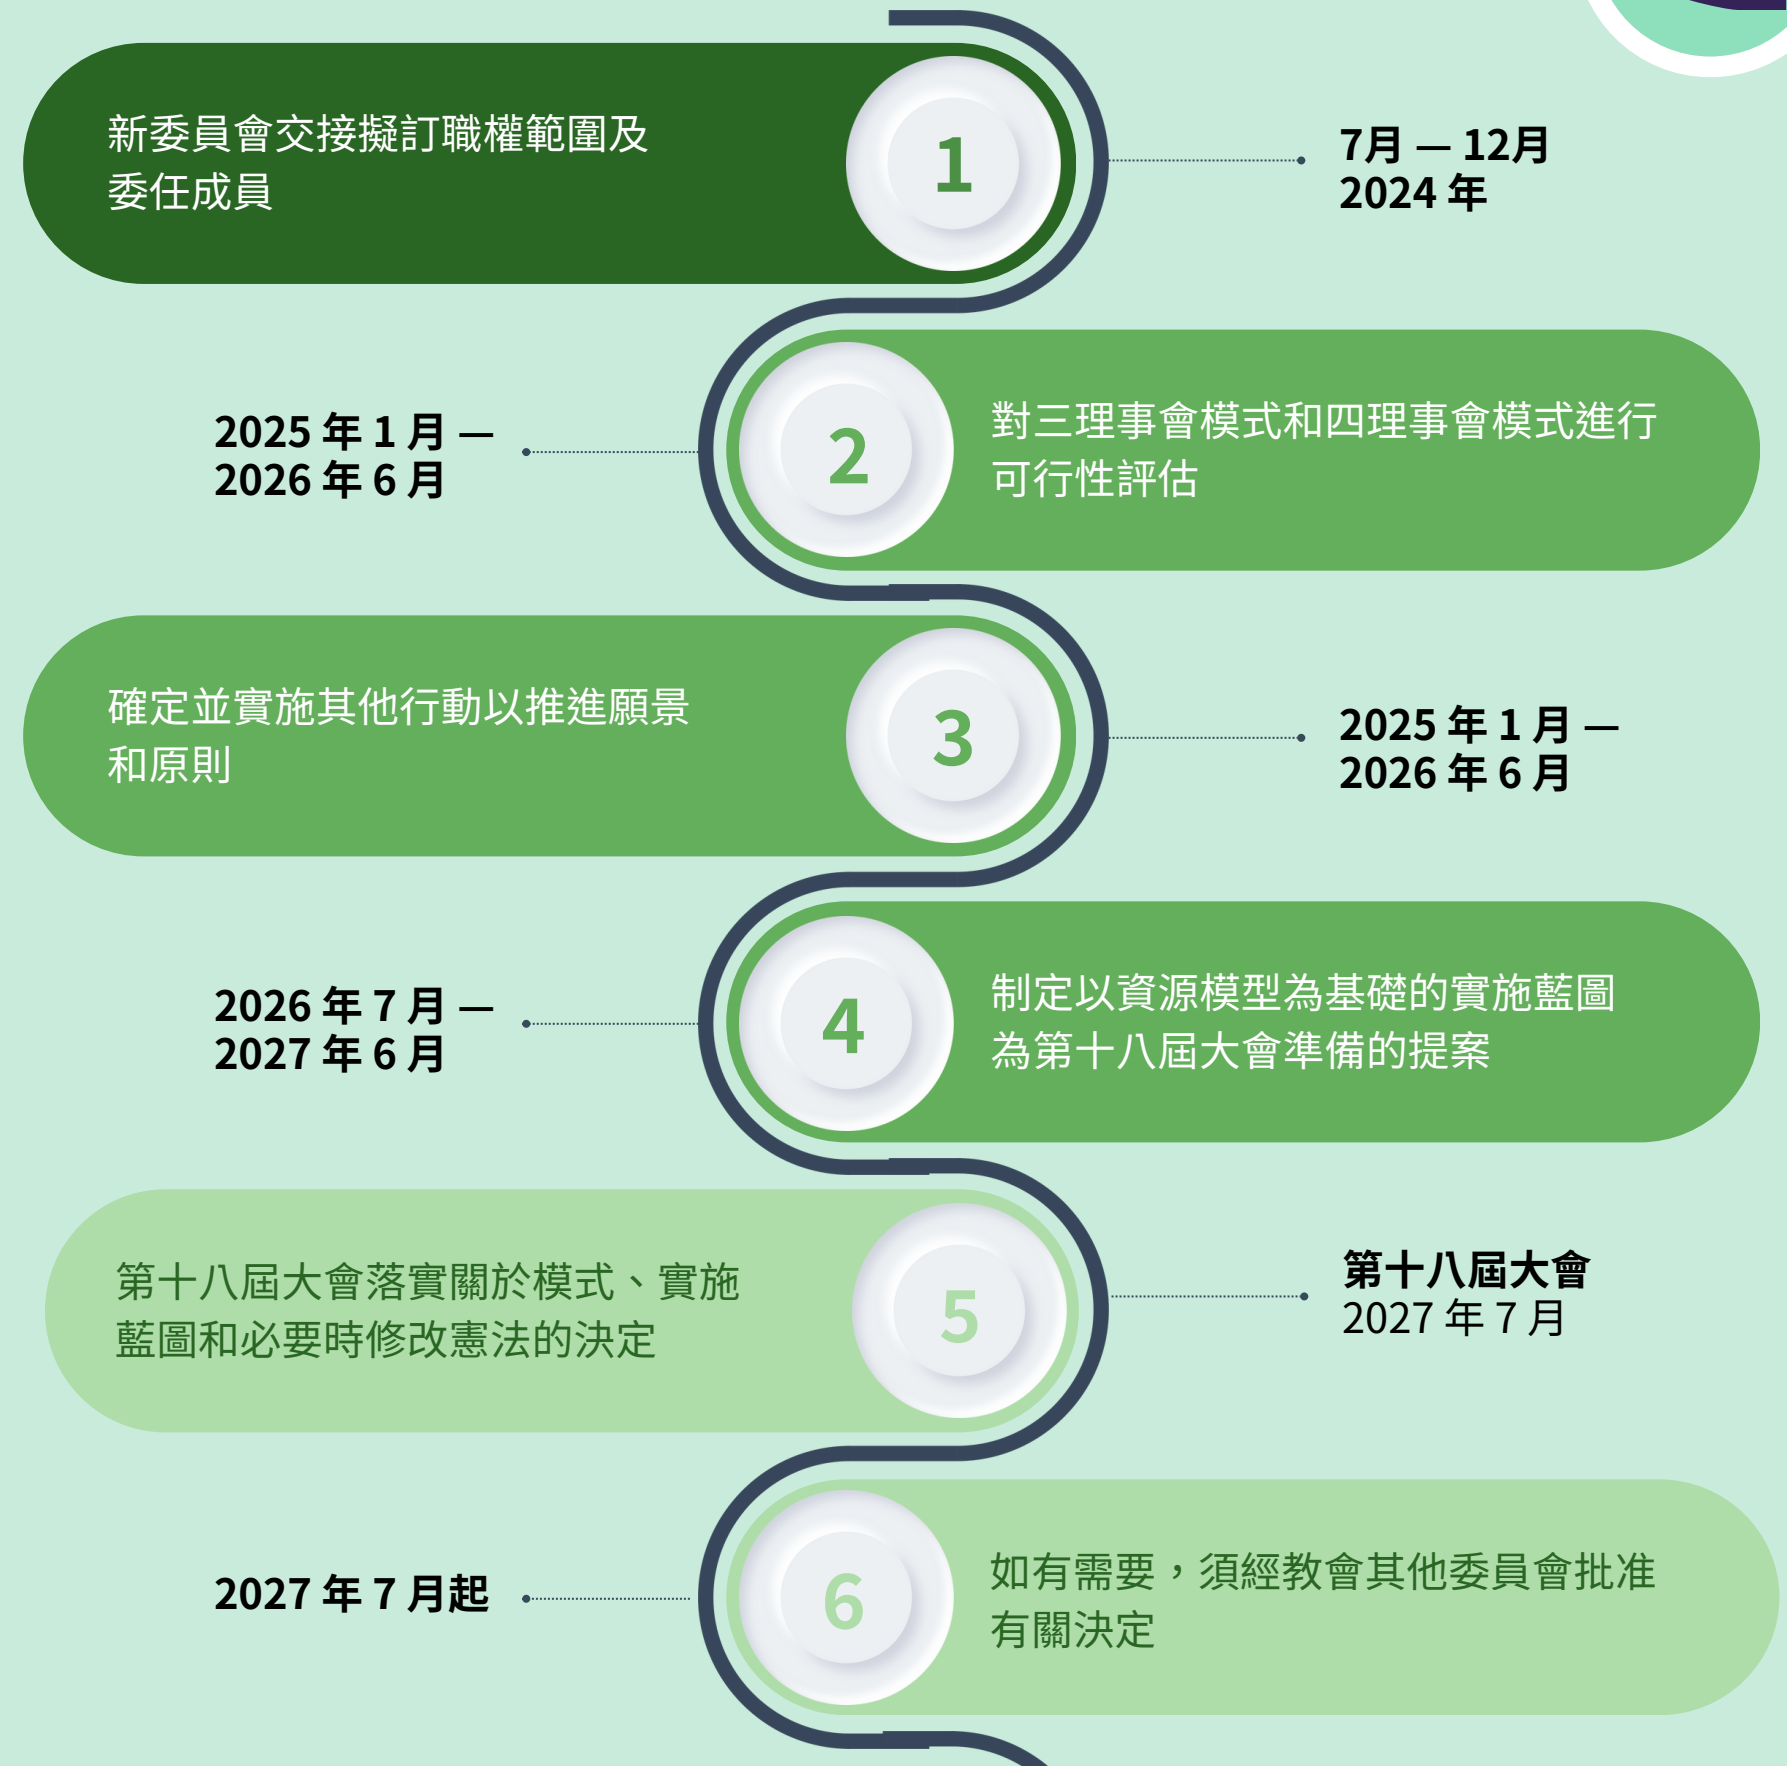 新委員會交接擬訂職權範圍及
委任成員
1
7月 — 12月
2024 年
2025 年 1 月 —
2026 年 6 月
2
對三理事會模式和四理事會模式進行
可行性評估
確定並實施其他行動以推進願景
和原則
3
2025 年 1 月 —
2026 年 6 月
2026 年 7 月 —
2027 年 6 月
4
制定以資源模型為基礎的實施藍圖
為第十八屆大會準備的提案
第十八屆大會落實關於模式、實施
藍圖和必要時修改憲法的決定
5
第十八屆大會
2027 年 7 月
2027 年 7 月起
6
如有需要，須經教會其他委員會批准
有關決定